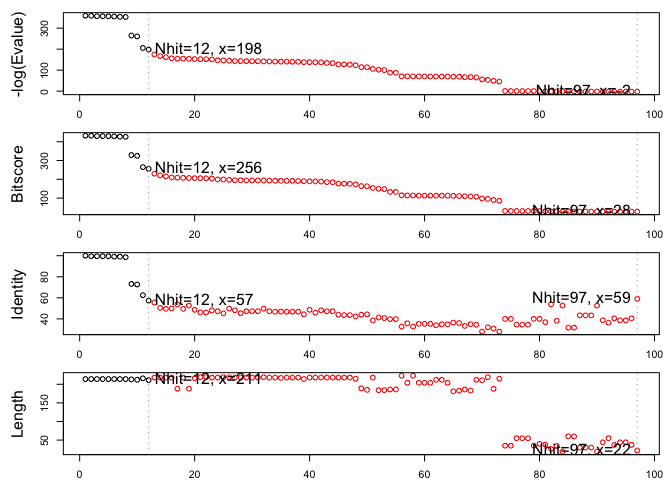 -log(Evalue)
300
100
0
Nhit=12, x=198
Nhit=97, x=-2
0 20 40 60 80 100
Bitscore
300
100
Nhit=12, x=256
Nhit=97, x=28
0 20 40 60 80 100
Identity
80
60
40
Nhit=12, x=57
Nhit=97, x=59
0 20 40 60 80 100
Length
150
50
Nhit=12, x=211
Nhit=97, x=22
0 20 40 60 80 100